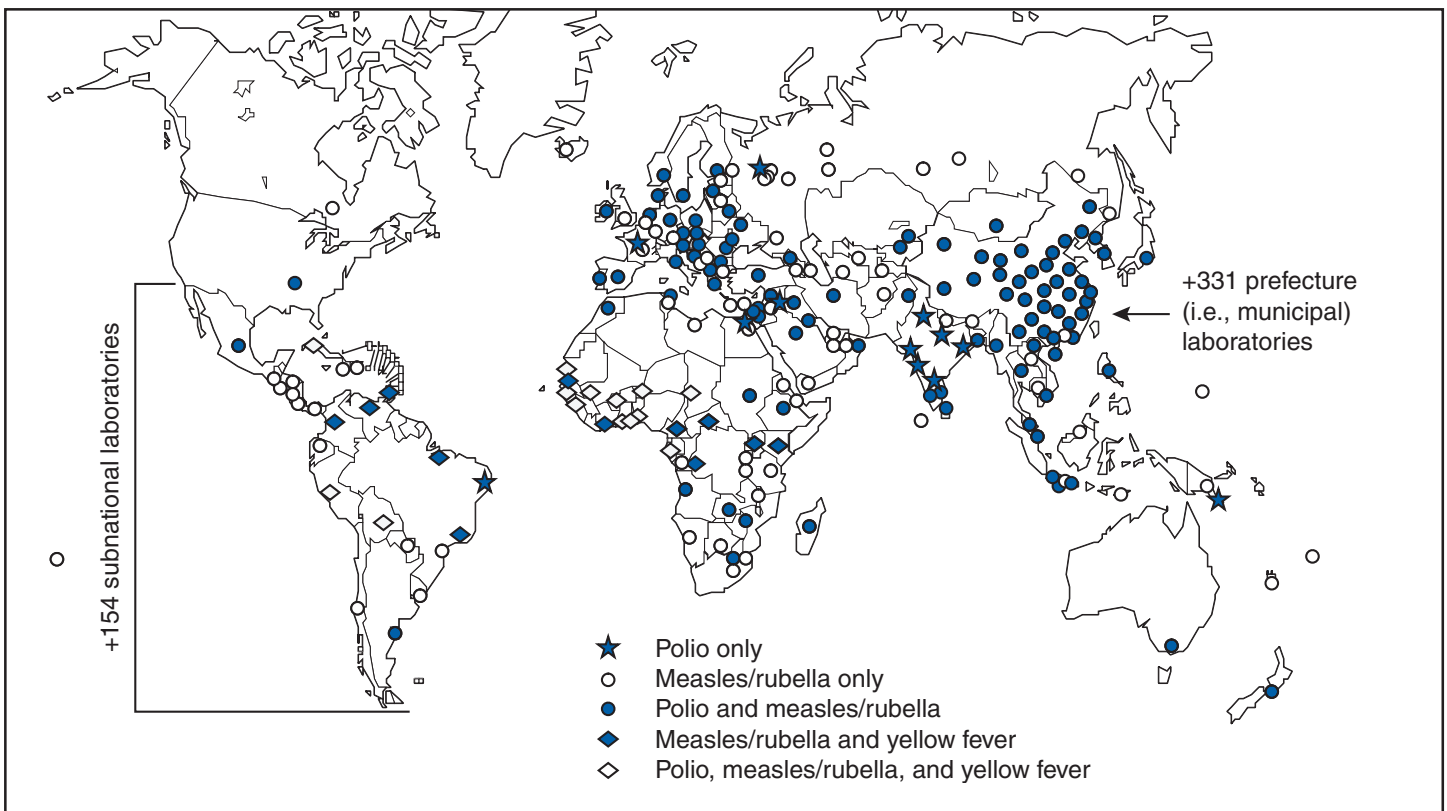 +331 prefecture
(i.e., municipal)
laboratories
+154 subnational laboratories
Polio only
Measles/rubella only
Polio and measles/rubella
Measles/rubella and yellow fever
Polio, measles/rubella, and yellow fever